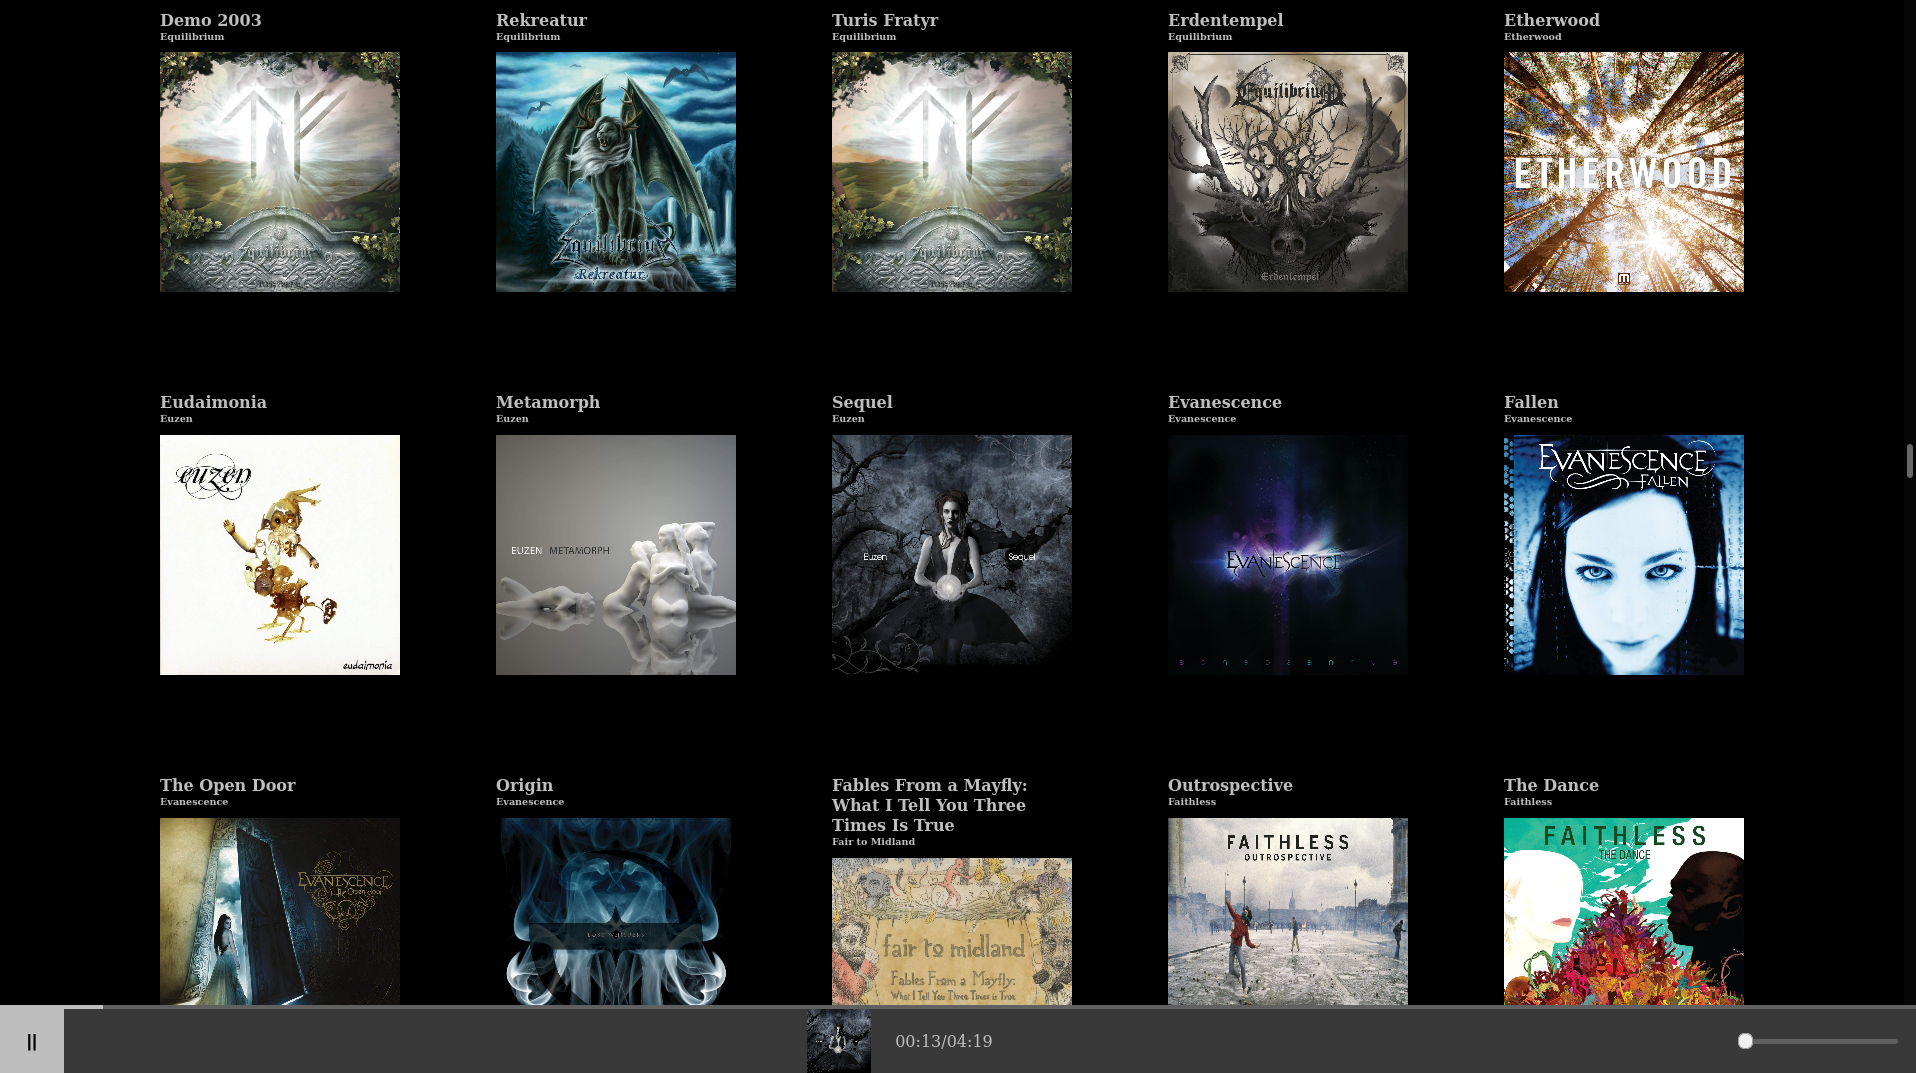 Demo 2003
Equilibrium
Rekreatur
Equilibrium
Turis Fratyr
Equilibrium
Erdentempel
Equilibrium
Etherwood
Etherwood
Equilibrium
Equilibrium
Rekreatur
Equilibrium
Equilibrium
Erdentempel
ETHERWOOD
Eudaimonia
Euzen
Metamorph
Euzen
Sequel
Euzen
Evanescence
Evanescence
Fallen
Evanescence
euzen
eudaimonia
EUZEN METAMORPH
Euzen
Sequel
EVANESCENCE
EVANESCENCE
FALLEN
The Open Door
Evanescence
Origin
Evanescence
Fables From a Mayfly:
What I Tell You Three
Times Is True
Fair to Midland
Outrospective
Faithless
The Dance
Faithless
EVANESCENCE
The Open Door
fair to midland
Fables From a Mayfly:
What I Tell You Three Times is True
FAITHLESS
OUTROSPECTIVE
FAITHLESS
THE DANCE
00:13/04:19